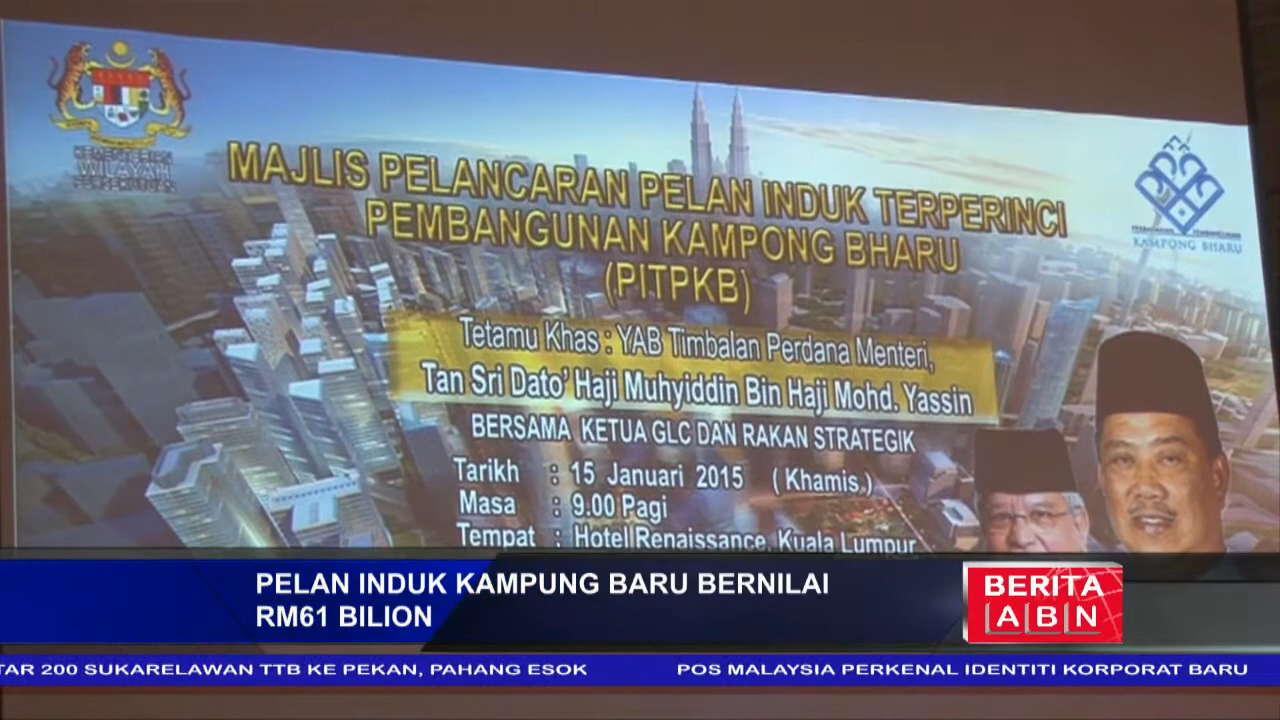 KEMENTERIAN
WILAYAH
PERSEKUTUAN
MAJLIS PELANCARAN PELAN INDUK TERPERINCI
PEMBANGUNAN KAMPONG BHARU
(PITPKB)
KAMPONG BHARU
Tetamu Khas : YAB Timbalan Perdana Menteri,
Tan Sri Dato' Haji Muhyiddin Bin Haji Mohd. Yassin
BERSAMA KETUA GLC DAN RAKAN STRATEGIK
Tarikh : 15 Januari 2015 (Khamis)
Masa : 9.00 Pagi
Tempat : Hotel Renaissance, Kuala Lumpur
PELAN INDUK KAMPUNG BARU BERNILAI
RM61 BILION
BERITA
ABN
TAR 200 SUKARELAWAN TTB KE PEKAN, PAHANG ESOK POS MALAYSIA PERKENAL IDENTITI KORPORAT BARU